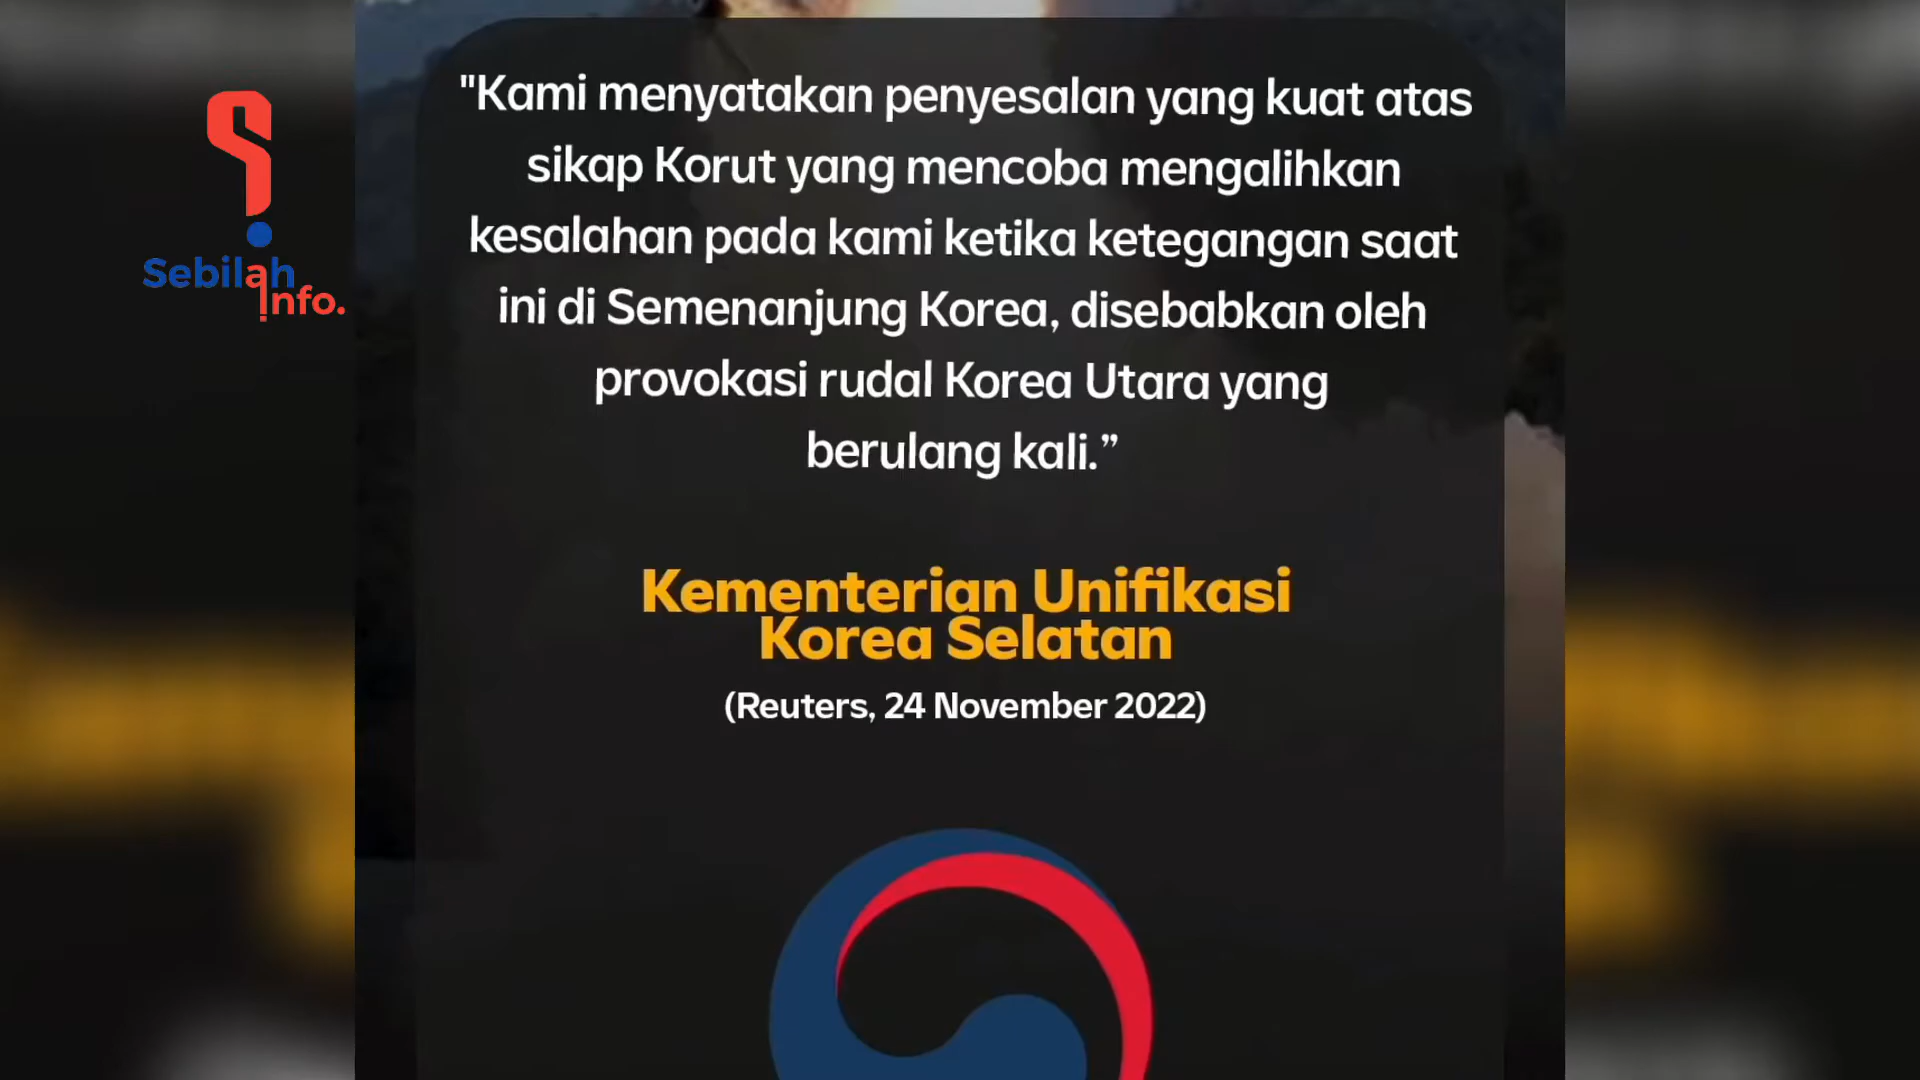 "Kami menyatakan penyesalan yang kuat atas
sikap Korut yang mencoba mengalihkan
kesalahan pada kami ketika ketegangan saat
ini di Semenanjung Korea, disebabkan oleh
provokasi rudal Korea Utara yang
berulang kali.”
Kementerian Unifikasi
Korea Selatan
(Reuters, 24 November 2022)
Sebilah
Info.